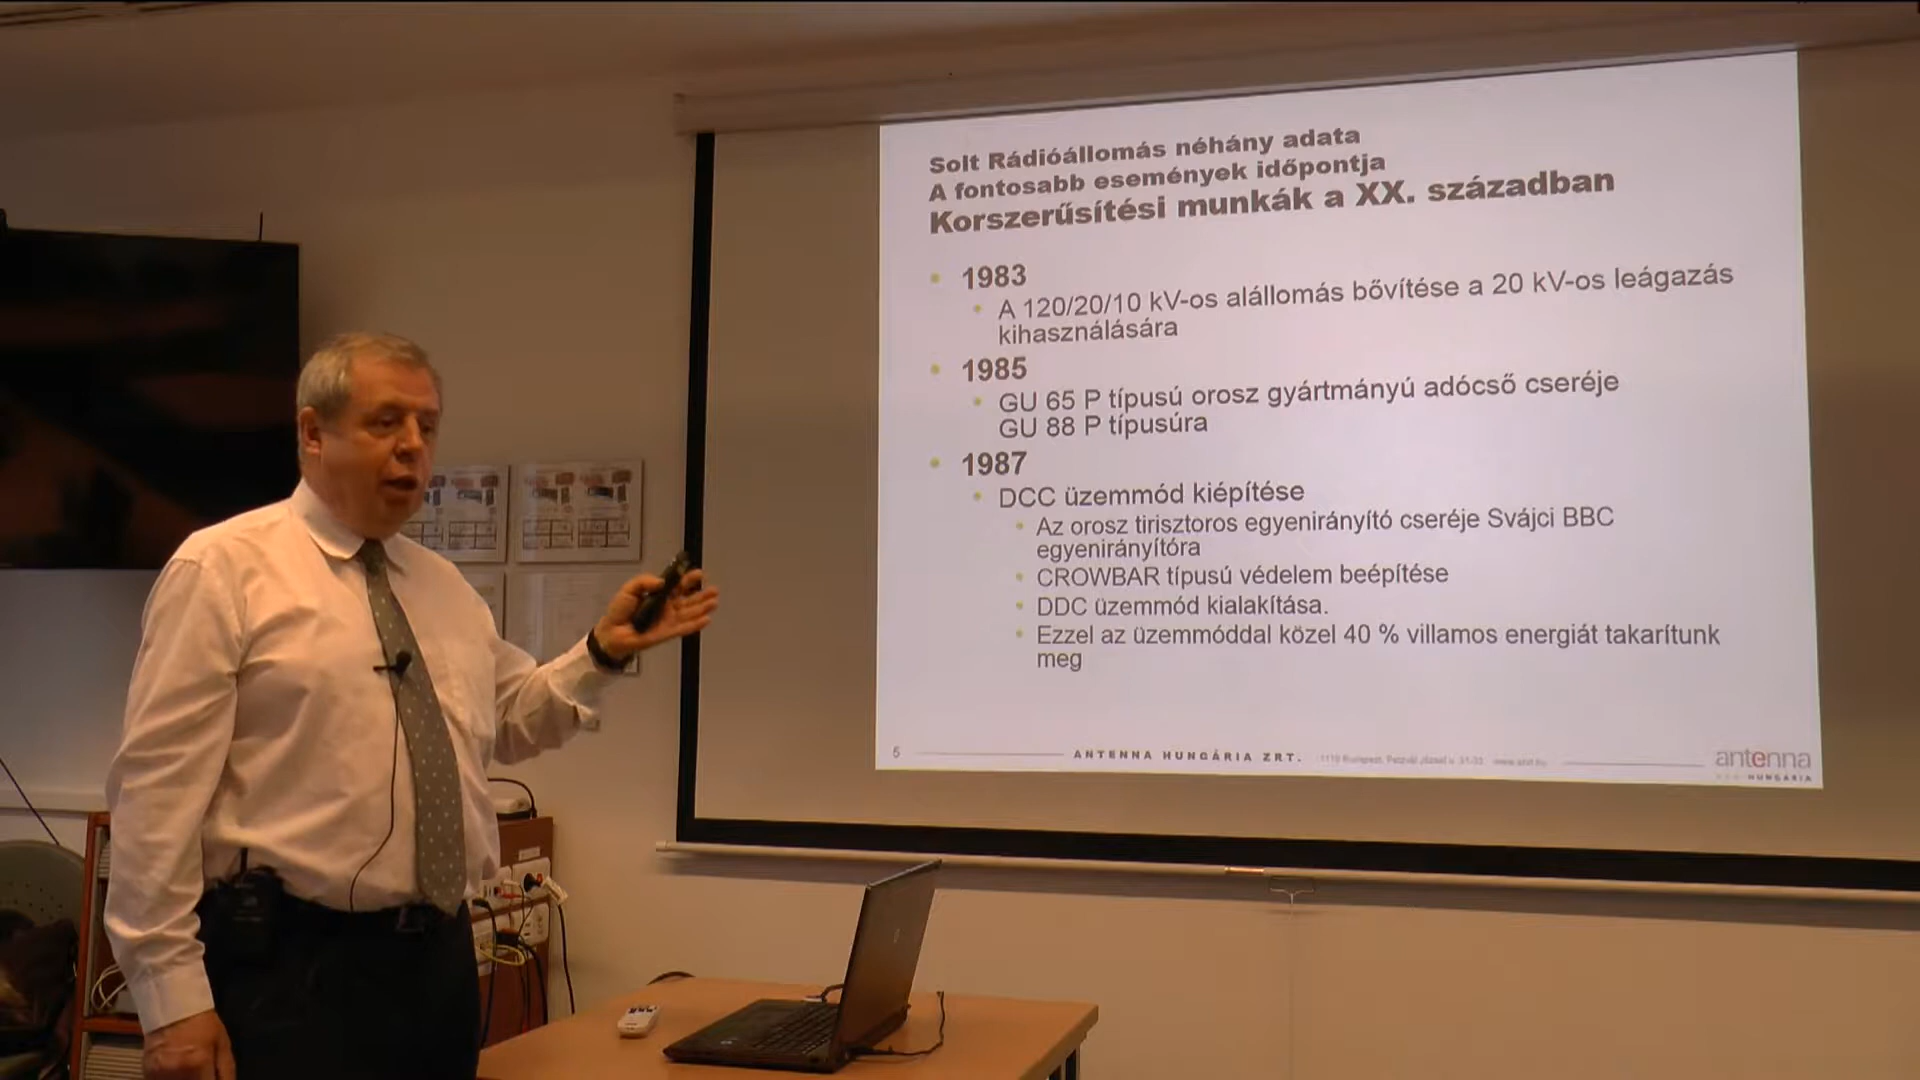 Solt Rádióállomás néhány adata
A fontosabb események időpontja
Korszerűsítési munkák a XX. században
1983
A 120/20/10 kV-os alállomás bővítése a 20 kV-os leágazás
kihasználására
1985
GU 65 P típusú orosz gyártmányú adócső cseréje
GU 88 P típusúra
1987
DCC üzemmód kiépítése
Az orosz tirisztoros egyenirányító cseréje Svájci BBC
egyenirányítóra
CROWBAR típusú védelem beépítése
DDC üzemmód kialakítása.
Ezzel az üzemmóddal közel 40 % villamos energiát takarítunk
meg
ANTENNA HUNGÁRIA ZRT.
antenna
HUNGÁRIA